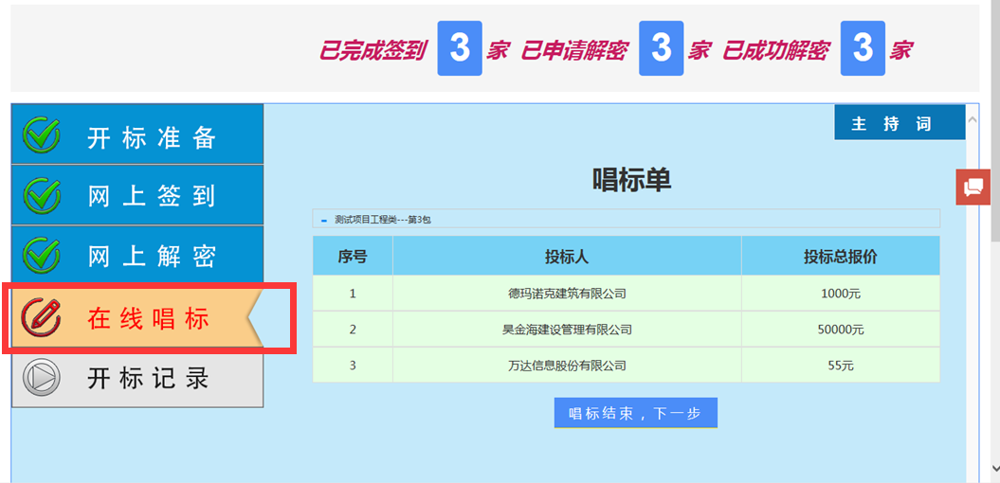 已完成签到 3 家 已申请解密 3 家 已成功解密 3 家
开标准备
网上签到
网上解密
在线唱标
开标记录
主持词
唱标单
- 测试项目工程类---第3包
序号 投标人 投标总报价
1 德玛诺克建筑有限公司 1000元
2 昊金海建设管理有限公司 50000元
3 万达信息股份有限公司 55元
唱标结束，下一步